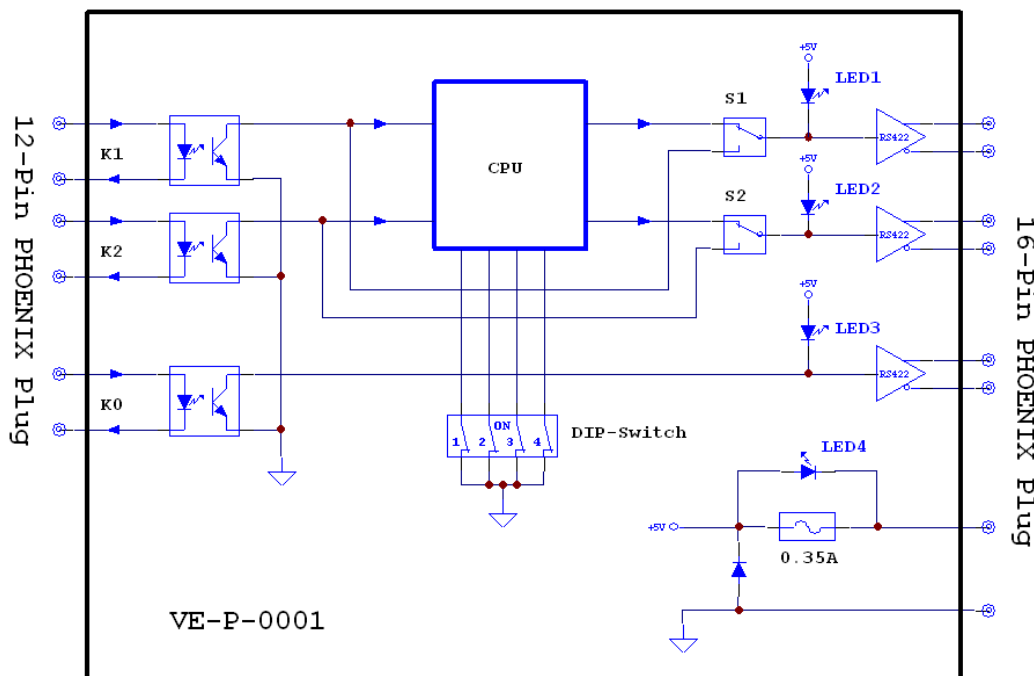 12-Pin PHOENIX Plug
K1
K2
K0
CPU
S1
S2
+5V
LED1
RS422
+5V
LED2
RS422
+5V
LED3
RS422
ON
1 2 3 4
DIP-Switch
LED4
+5V
0.35A
VE-P-0001
16-Pin PHOENIX Plug